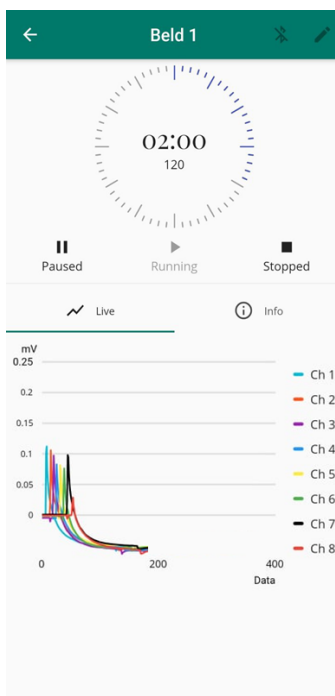 Beld 1
02:00
120
Paused
Running
Stopped
Live
Info
mV
0.25
0.2
0.15
0.1
0.05
0
0
200
400
Data
Ch 1
Ch 2
Ch 3
Ch 4
Ch 5
Ch 6
Ch 7
Ch 8